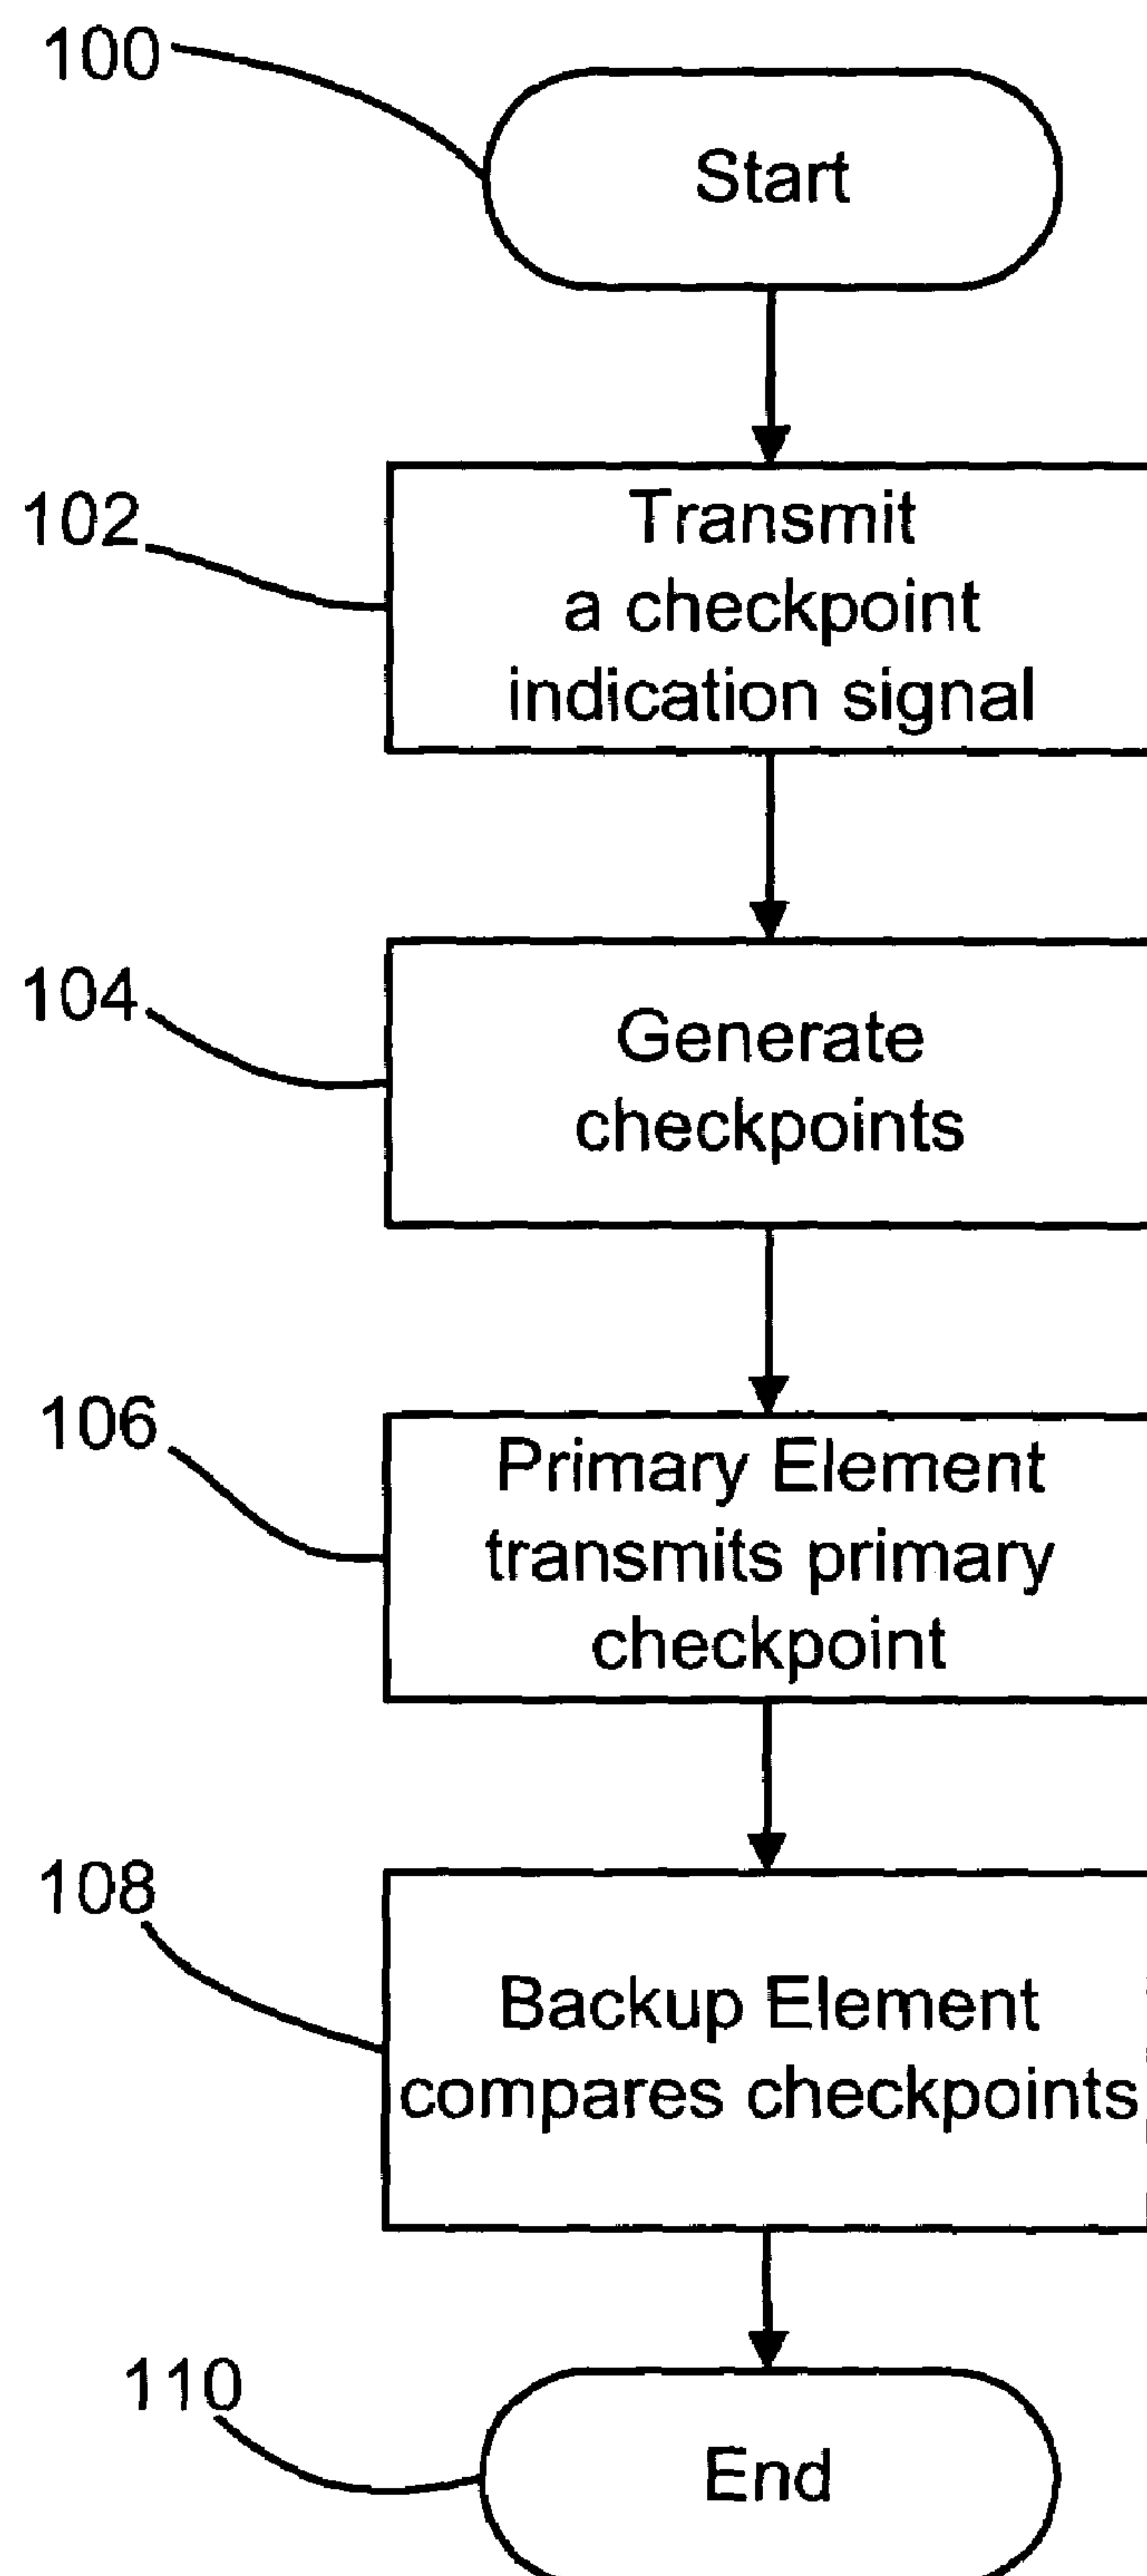 100
Start
102
Transmit
a checkpoint
indication signal
104
Generate
checkpoints
106
Primary Element
transmits primary
checkpoint
108
Backup Element
compares checkpoints
110
End